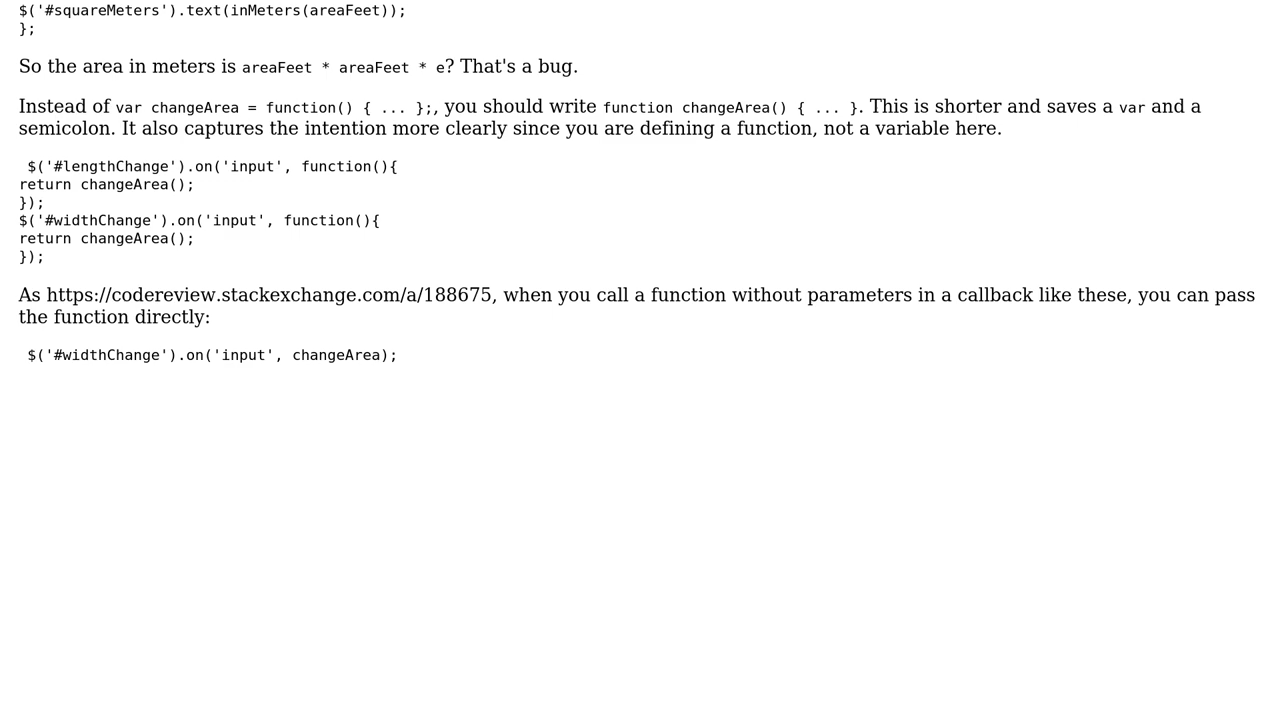 $('#squareMeters').text(inMeters(areaFeet));
};
So the area in meters is areaFeet * areaFeet * e? That's a bug.
Instead of var changeArea = function() { ... };, you should write function changeArea() { ... }. This is shorter and saves a var and a
semicolon. It also captures the intention more clearly since you are defining a function, not a variable here.
$('#lengthChange').on('input', function(){
return changeArea();
});
$('#widthChange').on('input', function(){
return changeArea();
});
As https://codereview.stackexchange.com/a/188675, when you call a function without parameters in a callback like these, you can pass
the function directly:
$('#widthChange').on('input', changeArea);